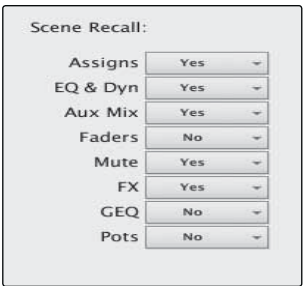 Scene Recall:
Assigns Yes
EQ & Dyn Yes
Aux Mix Yes
Faders No
Mute Yes
FX Yes
GEQ No
Pots No